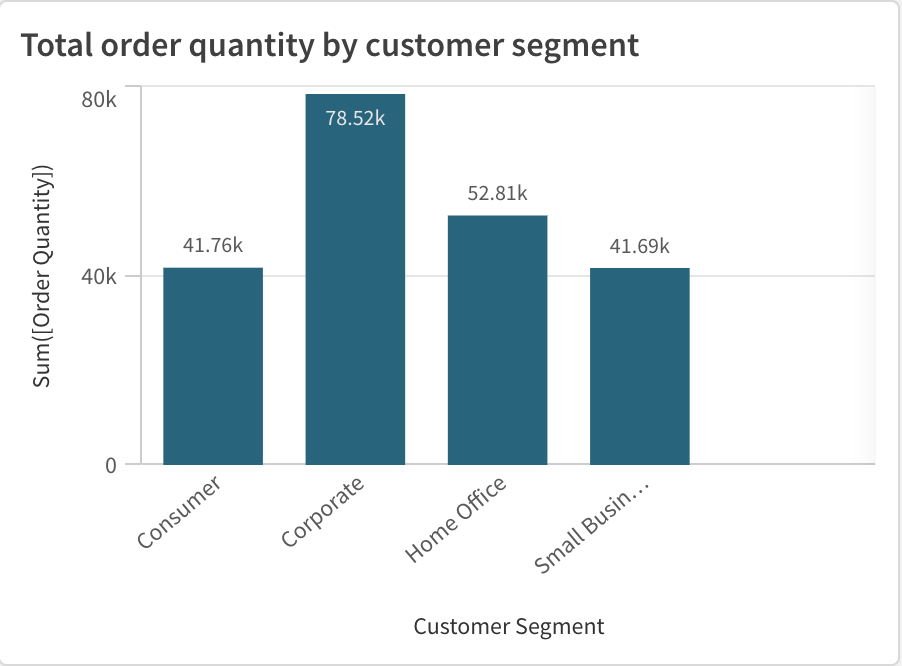 Total order quantity by customer segment
80k
40k
0
Sum([Order Quantity])
41.76k
78.52k
52.81k
41.69k
Consumer
Corporate
Home Office
Small Busin...
Customer Segment